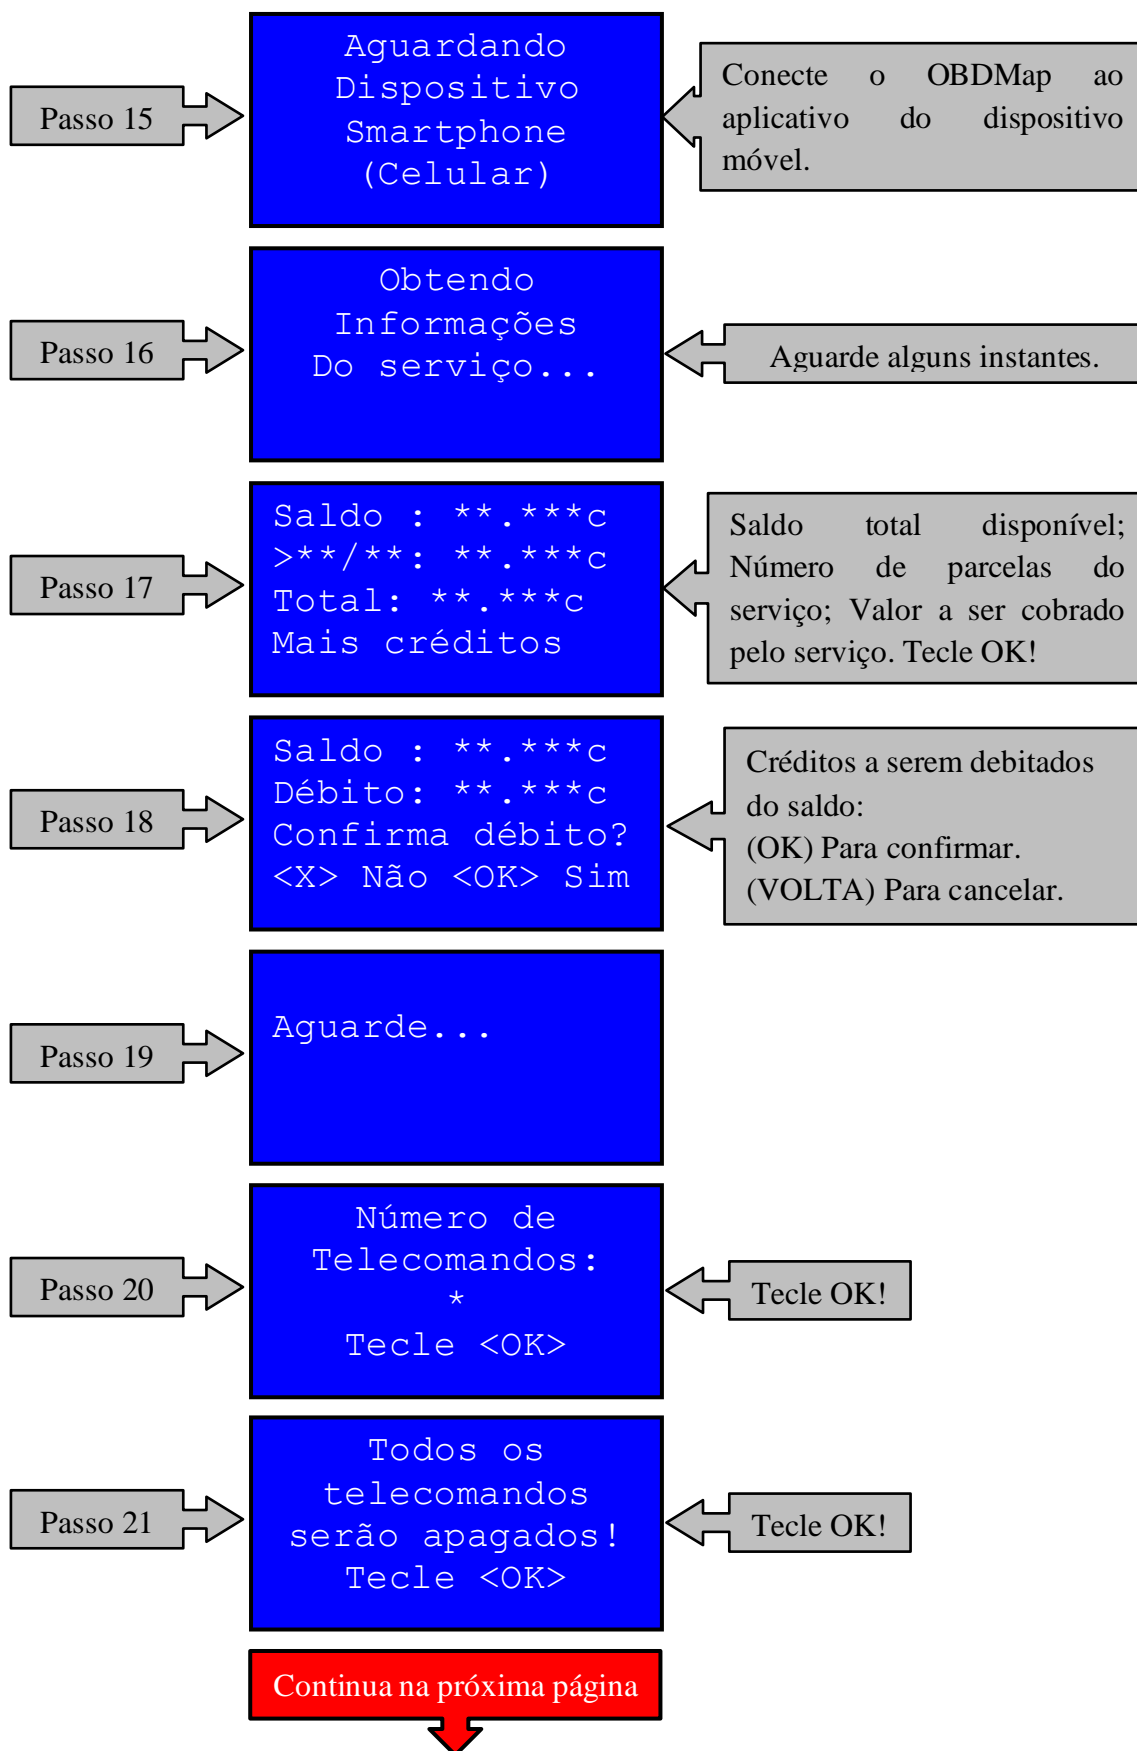 Passo 15
Aguardando
Dispositivo
Smartphone
(Celular)
Conecte o OBDMap ao
aplicativo do dispositivo
móvel.
Passo 16
Obtendo
Informações
Do serviço...
Aguarde alguns instantes.
Passo 17
Saldo : **.***c
>**/**: **.***c
Total: **.***c
Mais créditos
Saldo total disponível;
Número de parcelas do
serviço; Valor a ser cobrado
pelo serviço. Tecle OK!
Passo 18
Saldo : **.***c
Débito: **.***c
Confirma débito?
<X> Não <OK> Sim
Créditos a serem debitados
do saldo:
(OK) Para confirmar.
(VOLTA) Para cancelar.
Passo 19
Aguarde...
Passo 20
Número de
Telecomandos:
*
Tecle <OK>
Tecle OK!
Passo 21
Todos os
telecomandos
serão apagados!
Tecle <OK>
Tecle OK!
Continua na próxima página